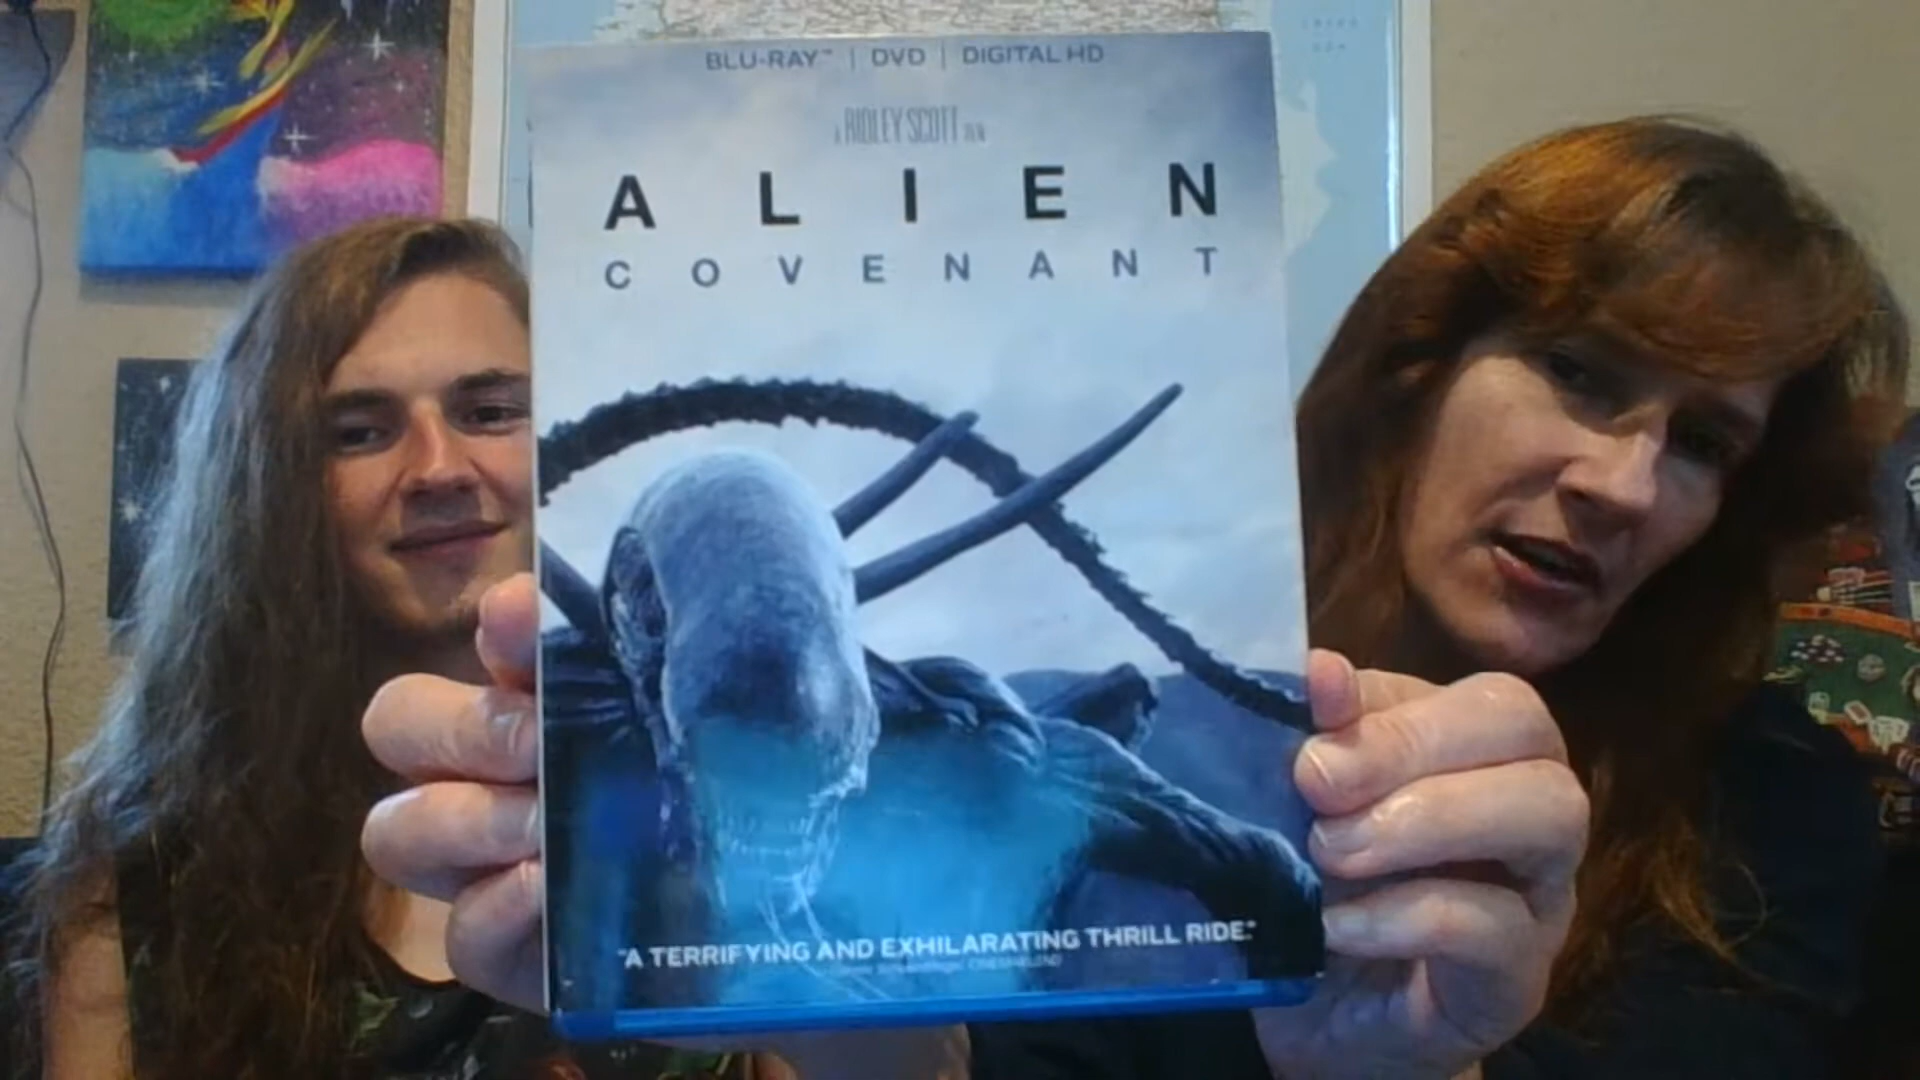 BLU-RAY™ | DVD | DIGITAL HD
A RIDLEY SCOTT FILM
ALIEN
COVENANT
"A TERRIFYING AND EXHILARATING THRILL RIDE."